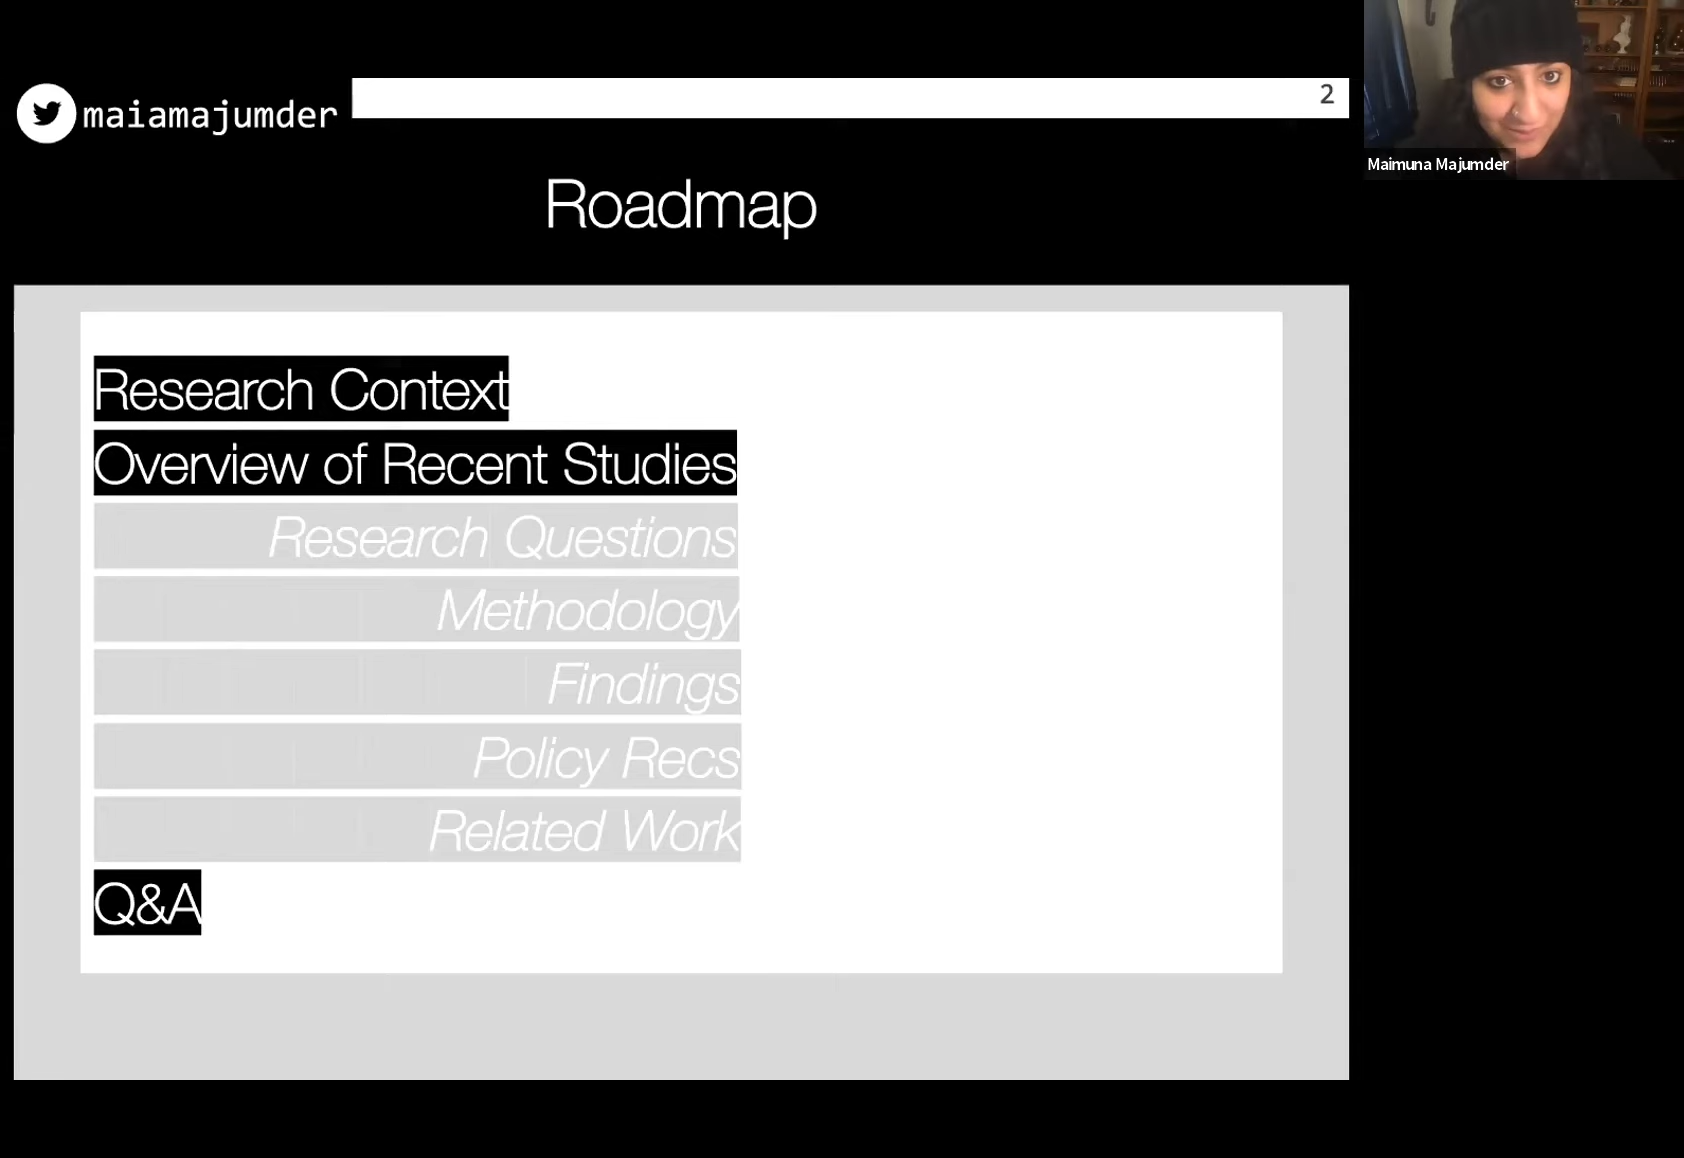 maiamajumder
2
Maimuna Majumder
Roadmap
Research Context
Overview of Recent Studies
Research Questions
Methodology
Findings
Policy Recs
Related Work
Q&A